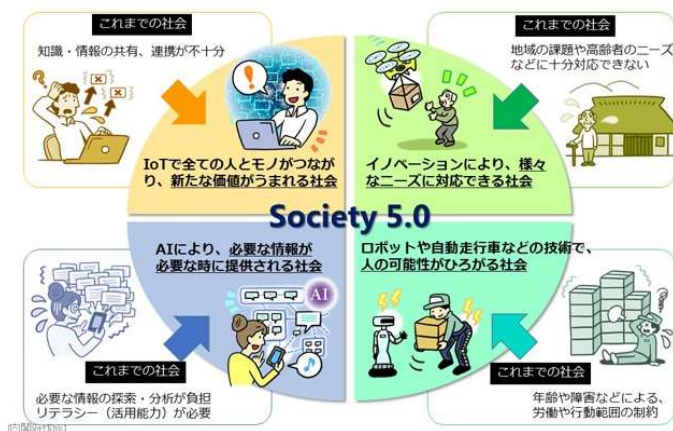 これまでの社会
知識・情報の共有、連携が不十分
IoTで全ての人とモノがつなが
り、新たな価値がうまれる社会
これまでの社会
地域の課題や高齢者のニーズ
などに十分対応できない
イノベーションにより、様々
なニーズに対応できる社会
Society 5.0
AIにより、必要な情報が
必要な時に提供される社会
AI
これまでの社会
必要な情報の探索・分析が負担
リテラシー（活用能力）が必要
ロボットや自動走行車などの技術で、
人の可能性がひろがる社会
これまでの社会
年齢や障害などによる、
労働や行動範囲の制約
[内閣府作成]